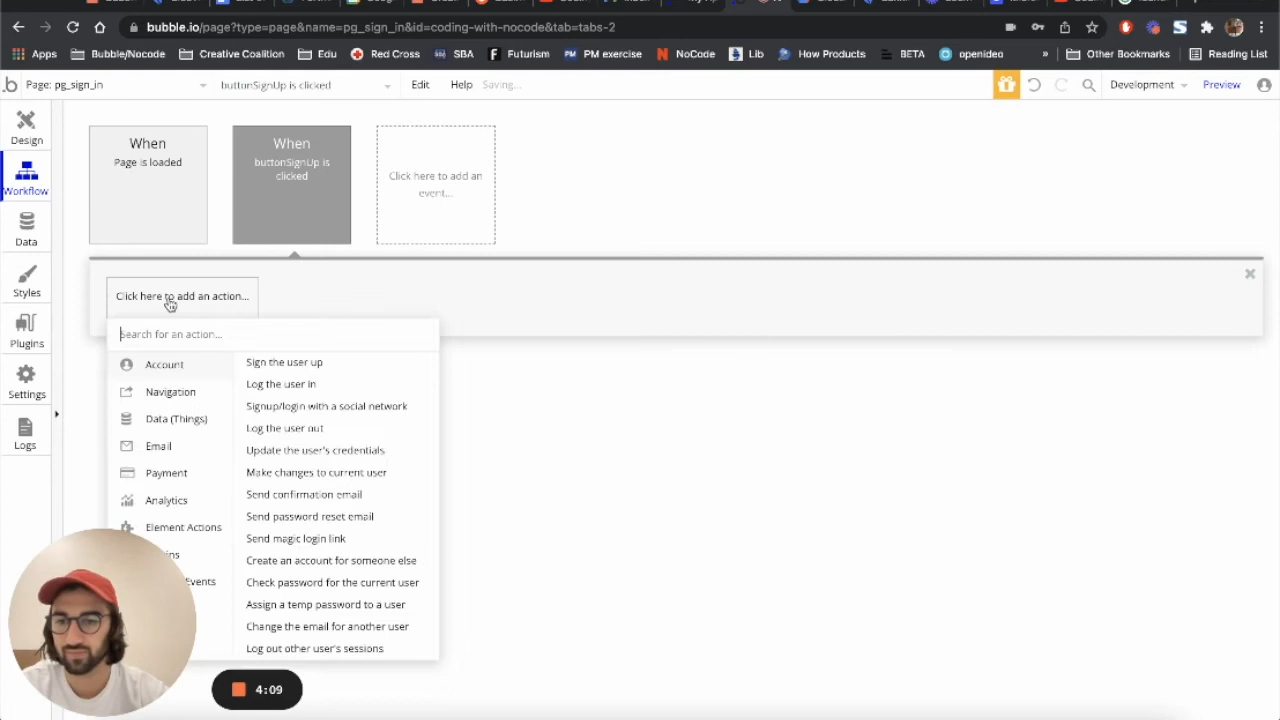 bubble.io/page?type=page&name=pg_sign_in&id=coding-with-nocode&tab=tabs-2
Apps Bubble/Nocode Creative Coalition Edu Red Cross SBA Futurism PM exercise NoCode Lib How Products BETA openideo » Other Bookmarks Reading List
Page: pg_sign_in buttonSignUp is clicked Edit Help Saving... Development Preview
Design
Workflow
Data
Styles
Plugins
Settings
Logs
When
Page is loaded
When
buttonSignUp is
clicked
Click here to add an
event...
Click here to add an action...
Search for an action...
Account
Navigation
Data (Things)
Email
Payment
Analytics
Element Actions
Events
Sign the user up
Log the user in
Signup/login with a social network
Log the user out
Update the user's credentials
Make changes to current user
Send confirmation email
Send password reset email
Send magic login link
Create an account for someone else
Check password for the current user
Assign a temp password to a user
Change the email for another user
Log out other user's sessions
4:09